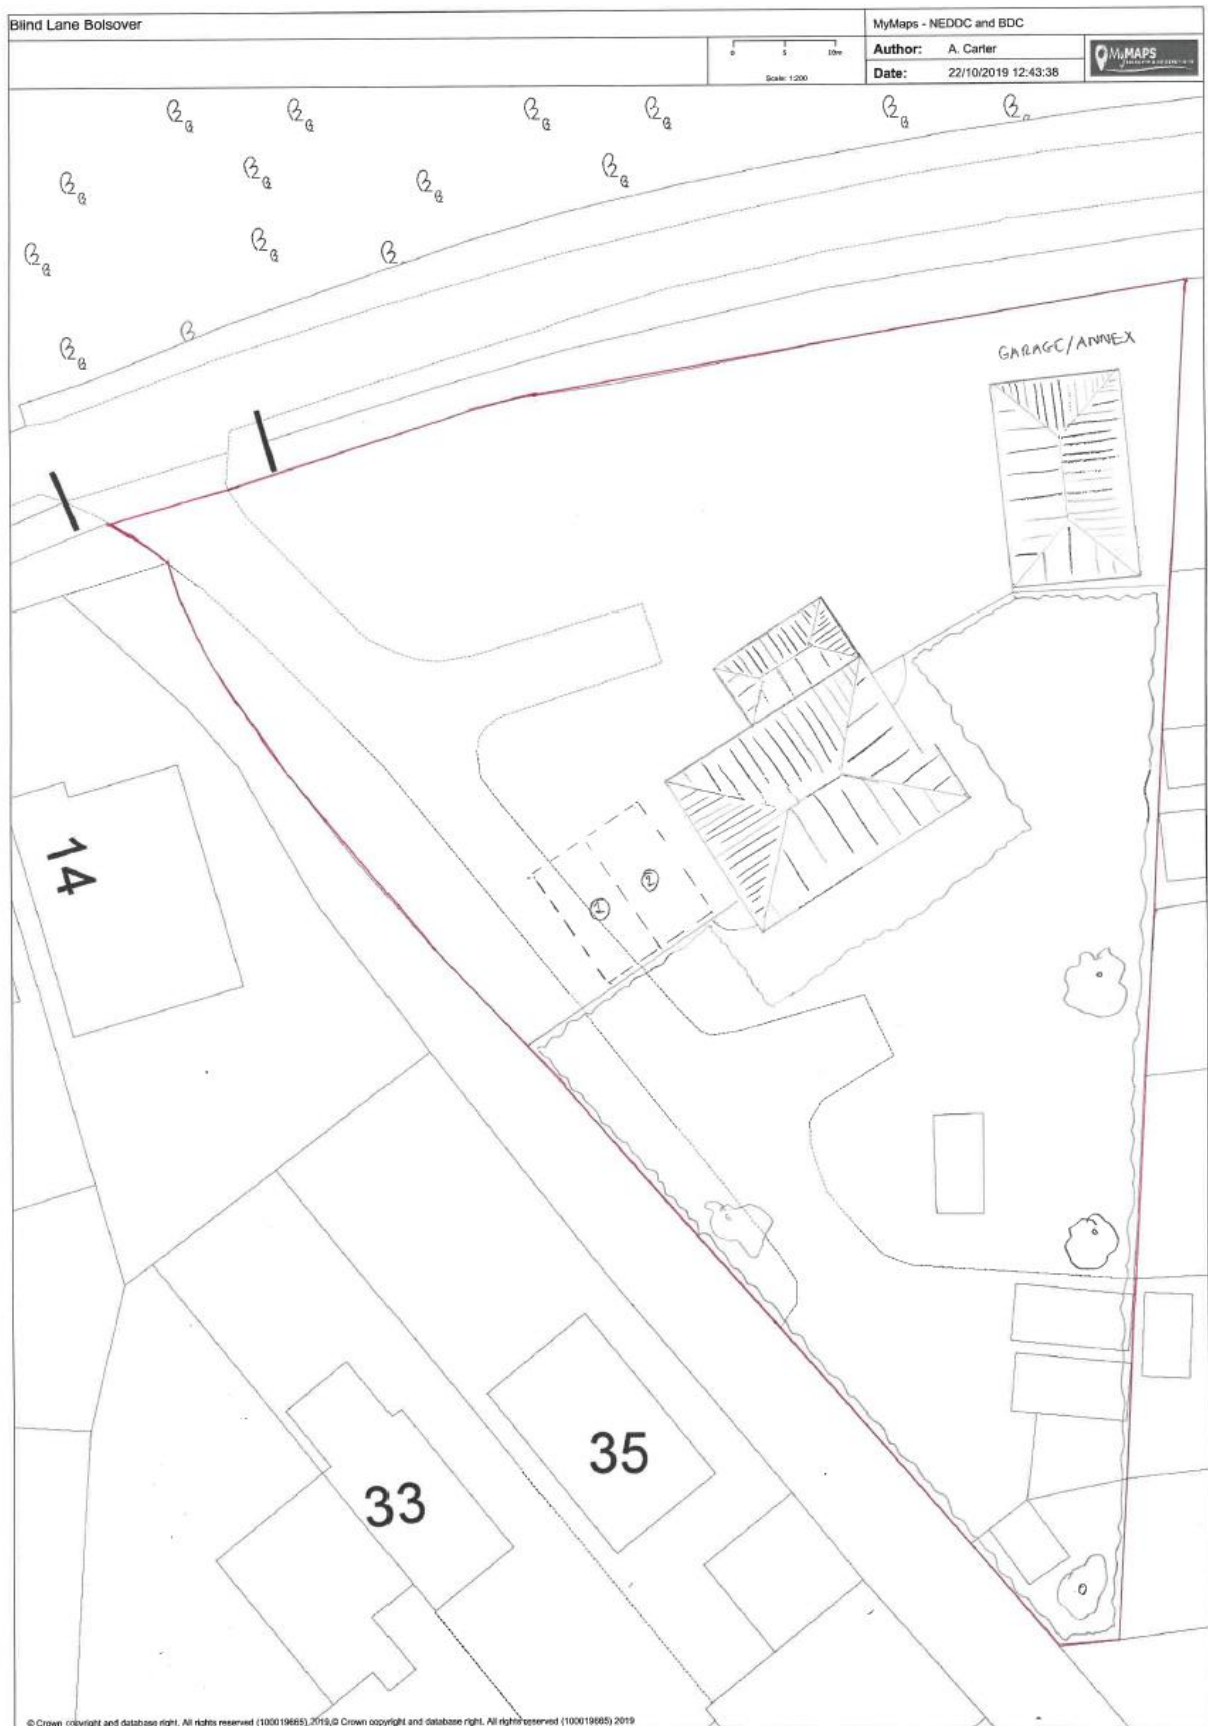 Blind Lane Bolsover
MyMaps - NEDDC and BDC
0 5 10m
Scale: 1:200
Author: A. Carter
Date: 22/10/2019 12:43:38
MyMAPS
GARAGE/ANNEX
14
2
1
35
33
© Crown copyright and database right. All rights reserved (100019665) 2019,© Crown copyright and database right. All rights reserved (100019665) 2019